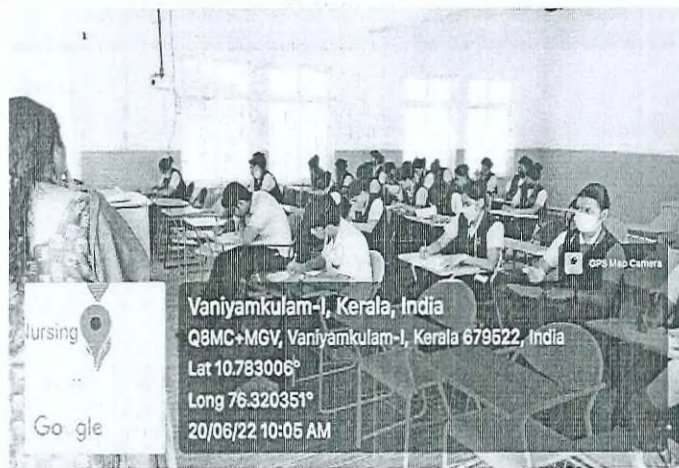 GPS Map Camera
Vaniyamkulam-I, Kerala, India
Q8MC+MGV, Vaniyamkulam-I, Kerala 679522, India
Lat 10.783006°
Long 76.320351°
20/06/22 10:05 AM
Nursing
Google